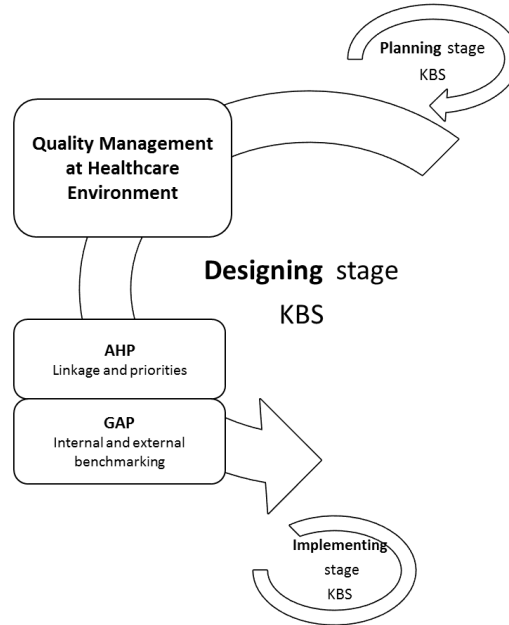 Planning stage
KBS
Quality Management
at Healthcare
Environment
Designing stage
KBS
AHP
Linkage and priorities
GAP
Internal and external
benchmarking
Implementing
stage
KBS